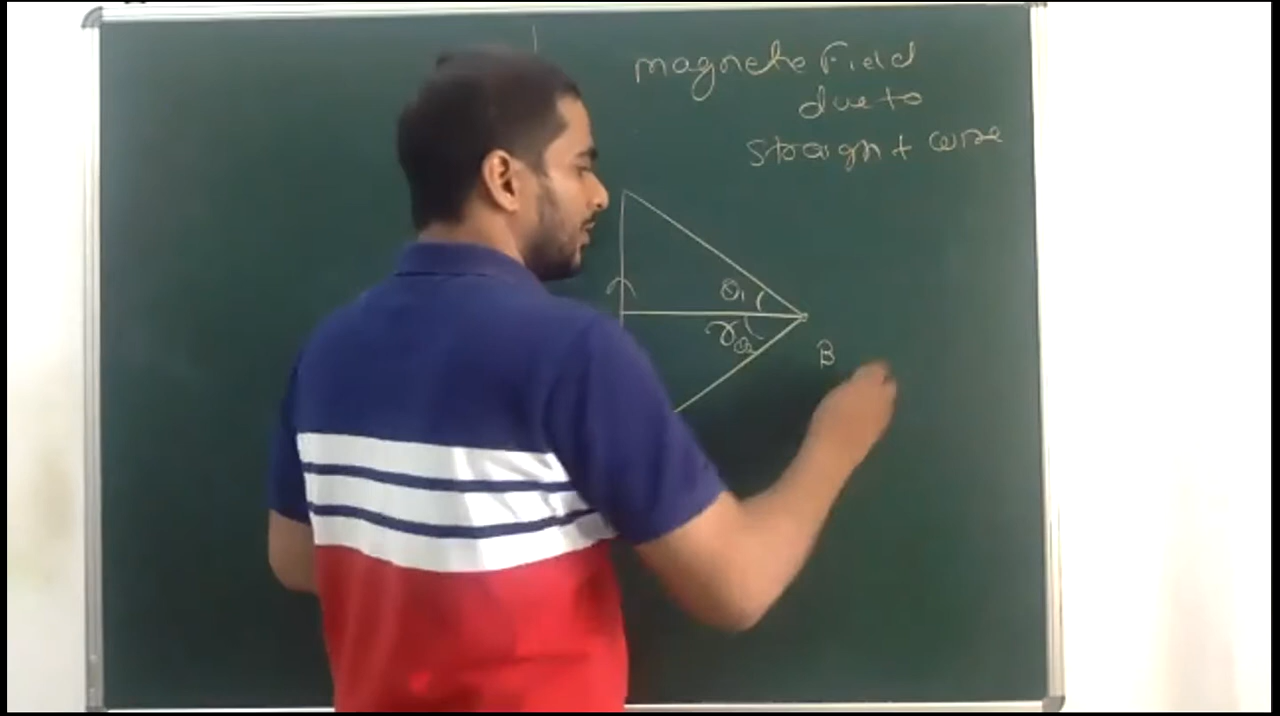 magnetic Field
due to
straight wire
θ₁
r
θ₂
B